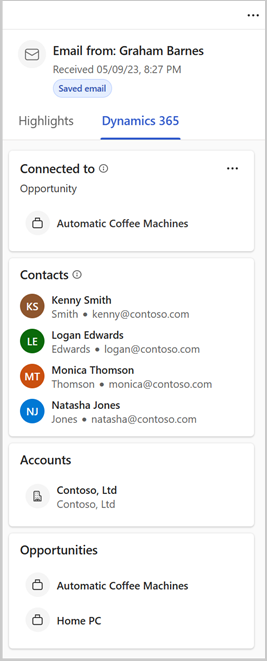 Email from: Graham Barnes
Received 05/09/23, 8:27 PM
Saved email
Highlights
Dynamics 365
Connected to
Opportunity
Automatic Coffee Machines
Contacts
KS
Kenny Smith
Smith • kenny@contoso.com
LE
Logan Edwards
Edwards • logan@contoso.com
MT
Monica Thomson
Thomson • monica@contoso.com
NJ
Natasha Jones
Jones • natasha@contoso.com
Accounts
Contoso, Ltd
Contoso, Ltd
Opportunities
Automatic Coffee Machines
Home PC